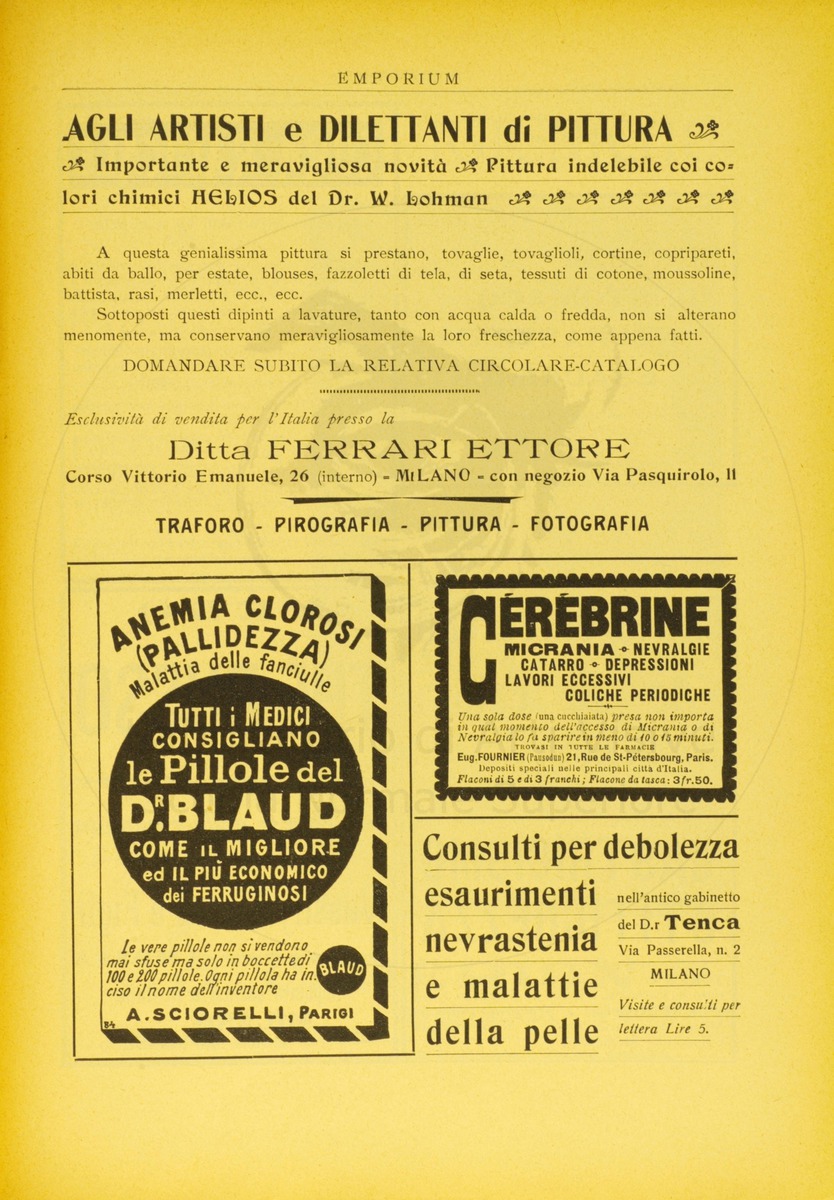 EMPORIUM
AGLI ARTISTI e DILETTANTI di PITTURA
Importante e meravigliosa novità Pittura indelebile coi co=
lori chimici HELIOS del Dr. W. Lohman
A questa genialissima pittura si prestano, tovaglie, tovaglioli, cortine, copripareti,
abiti da ballo, per estate, blouses, fazzoletti di tela, di seta, tessuti di cotone, moussoline,
battista, rasi, merletti, ecc., ecc.
Sottoposti questi dipinti a lavature, tanto con acqua calda o fredda, non si alterano
menomente, ma conservano meravigliosamente la loro freschezza, come appena fatti.
DOMANDARE SUBITO LA RELATIVA CIRCOLARE-CATALOGO
Esclusività di vendita per l'Italia presso la
Ditta FERRARI ETTORE
Corso Vittorio Emanuele, 26 (interno) - MILANO - con negozio Via Pasquirolo, 11
TRAFORO - PIROGRAFIA - PITTURA - FOTOGRAFIA
ANEMIA CLOROSI
(PALLIDEZZA)
Malattia delle fanciulle
TUTTI i MEDICI
CONSIGLIANO
le Pillole del
DR. BLAUD
COME IL MIGLIORE
ed IL PIÙ ECONOMICO
dei FERRUGINOSI
Le vere pillole non si vendono
mai sfuse ma solo in boccette di
100 e 200 pillole. Ogni pillola ha in.
ciso il nome dell'inventore
BLAUD
A. SCIORELLI, PARIGI
84
CÉRÉBRINE
MICRANIA - NEVRALGIE
CATARRO - DEPRESSIONI
LAVORI ECCESSIVI
COLICHE PERIODICHE
Una sola dose (una cucchiaiata) presa non importa
in qual momento dell'accesso di Micrania o di
Nevralgia lo fa sparire in meno di 10 o 15 minuti.
TROVASI IN TUTTE LE FARMACIE
Eug. FOURNIER (Pausodun) 21, Rue de St-Pétersbourg, Paris.
Depositi speciali nelle principali città d'Italia.
Flaconi di 5 e di 3 franchi; Flacone da tasca: 3 fr. 50.
Consulti per debolezza
esaurimenti
nevrastenia
e malattie
della pelle
nell'antico gabinetto
del D.r Tenca
Via Passerella, n. 2
MILANO
Visite e consulti per
lettera Lire 5.